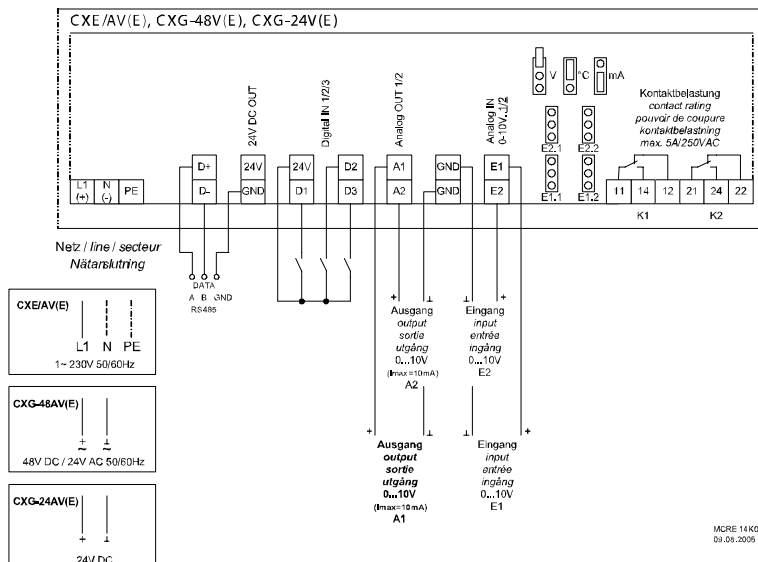 CXE/AV(E), CXG-48V(E), CXG-24V(E)
24V DC OUT
Digital IN 1/2/3
Analog OUT 1/2
Analog IN
0-10V..1/2
V
°C
mA
Kontaktbelastung
contact rating
pouvoir de coupure
kontaktbelastning
max. 5A/250VAC
E2.1
E2.2
E1.1
E1.2
L1
(+)
N
(-)
PE
D+
D-
24V
GND
24V
D1
D2
D3
A1
A2
GND
GND
E1
E2
11
14
12
21
24
22
K1
K2
Netz / line / secteur
Nätanslutning
DATA
A B GND
RS485
CXE/AV(E)
L1 N PE
1~ 230V 50/60Hz
CXG-48AV(E)
+ ⊥
~ ~
48V DC / 24V AC 50/60Hz
CXG-24AV(E)
+ ⊥
24V DC
+ ⊥
Ausgang
output
sortie
utgång
0...10V
(Imax=10mA)
A2
⊥ +
Eingang
input
entrée
ingång
0...10V
E2
+ ⊥
Ausgang
output
sortie
utgång
0...10V
(Imax=10mA)
A1
⊥ +
Eingang
input
entrée
ingång
0...10V
E1
MCRE 14K0
09.08.2006